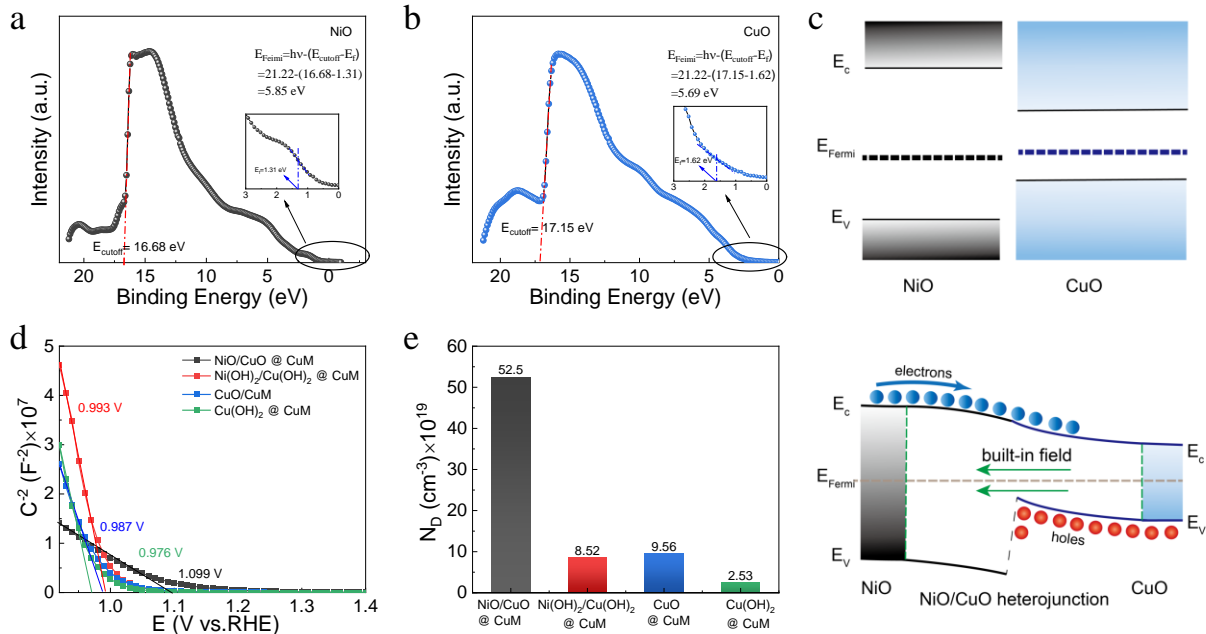 a
NiO
E_Feimi=hν-(E_cutoff-E_f)
=21.22-(16.68-1.31)
=5.85 eV
E_f=1.31 eV
3 2 1 0
E_cutoff= 16.68 eV
Intensity (a.u.)
20 15 10 5 0
Binding Energy (eV)
b
CuO
E_Feimi=hν-(E_cutoff-E_f)
=21.22-(17.15-1.62)
=5.69 eV
E_f=1.62 eV
3 2 1 0
E_cutoff= 17.15 eV
Intensity (a.u.)
20 15 10 5 0
Binding Energy (eV)
c
E_c
E_Fermi
E_V
NiO CuO
d
5
4
3
2
1
0
C^-2 (F^-2)×10^7
NiO/CuO @ CuM
Ni(OH)_2/Cu(OH)_2 @ CuM
CuO/CuM
Cu(OH)_2 @ CuM
0.993 V
0.987 V
0.976 V
1.099 V
1.0 1.1 1.2 1.3 1.4
E (V vs.RHE)
e
60
50
40
30
20
10
0
N_D (cm^-3)×10^19
52.5
8.52
9.56
2.53
NiO/CuO
@ CuM
Ni(OH)_2/Cu(OH)_2
@ CuM
CuO
@ CuM
Cu(OH)_2
@ CuM
electrons
E_c
E_c
built-in field
E_Fermi
E_V
holes
E_V
NiO
CuO
NiO/CuO heterojunction